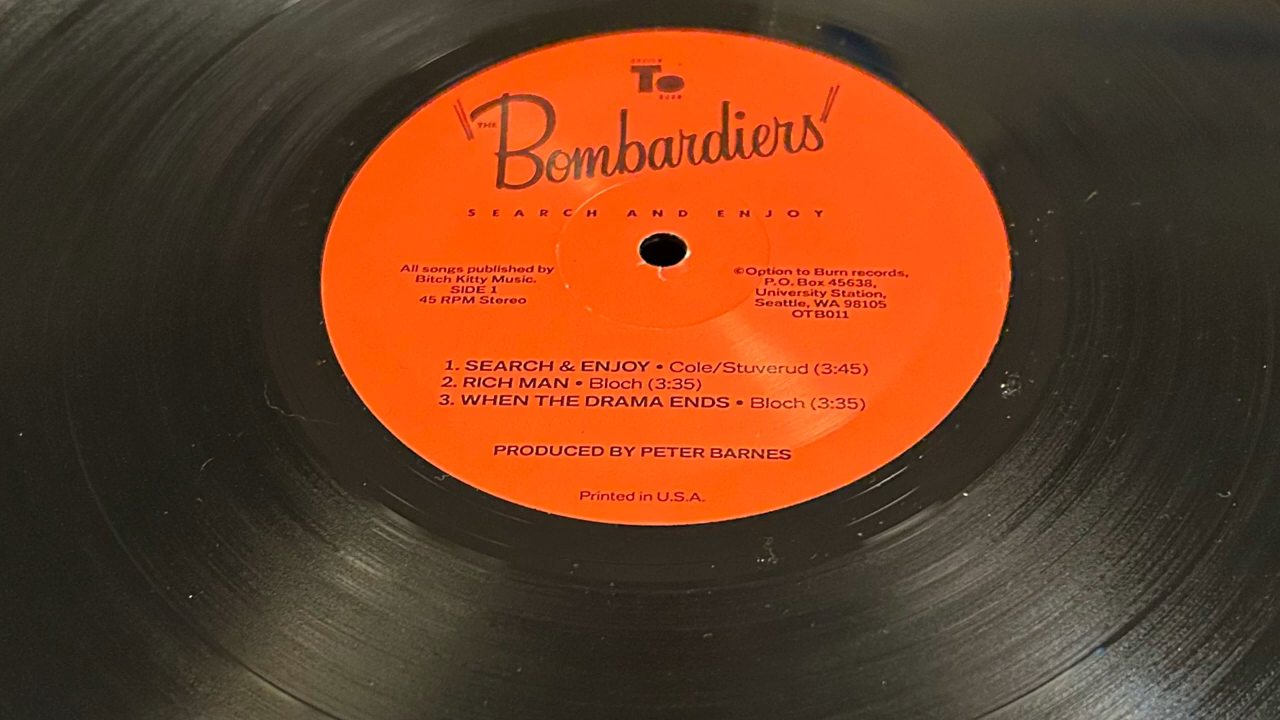 To
THE Bombardiers
SEARCH AND ENJOY
All songs published by
Bitch Kitty Music.
SIDE 1
45 RPM Stereo
©Option to Burn records,
P.O. Box 45638,
University Station,
Seattle, WA 98105
OTB011
1. SEARCH & ENJOY • Cole/Stuverud (3:45)
2. RICH MAN • Bloch (3:35)
3. WHEN THE DRAMA ENDS • Bloch (3:35)
PRODUCED BY PETER BARNES
Printed in U.S.A.